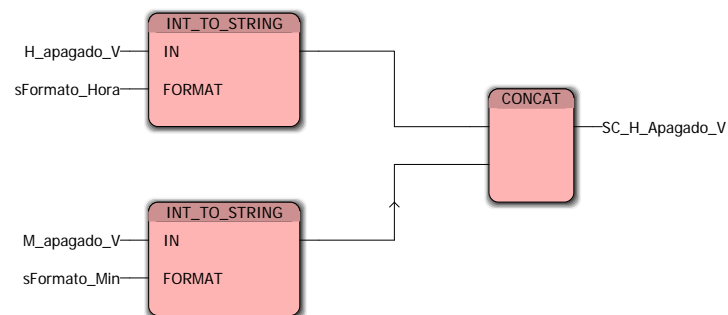 INT_TO_STRING
H_apagado_V
IN
sFormato_Hora
FORMAT
CONCAT
SC_H_Apagado_V
INT_TO_STRING
M_apagado_V
IN
sFormato_Min
FORMAT